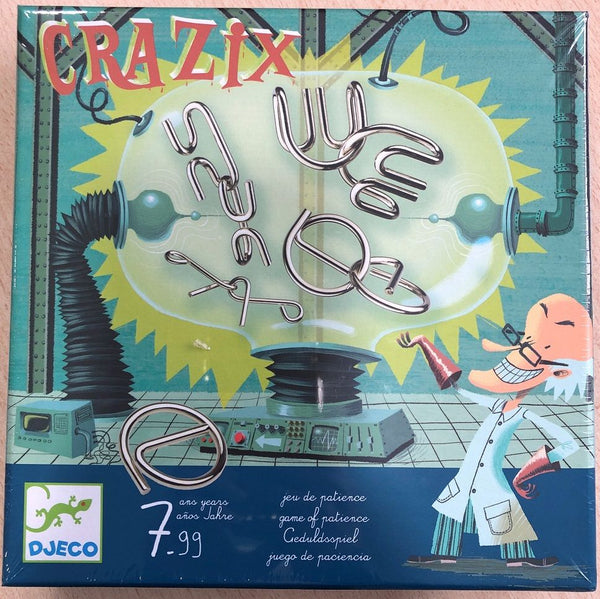 CRAZIX
ans years
años Jahre
7-99
jeu de patience
game of patience
Geduldsspiel
juego de paciencia
DJECO